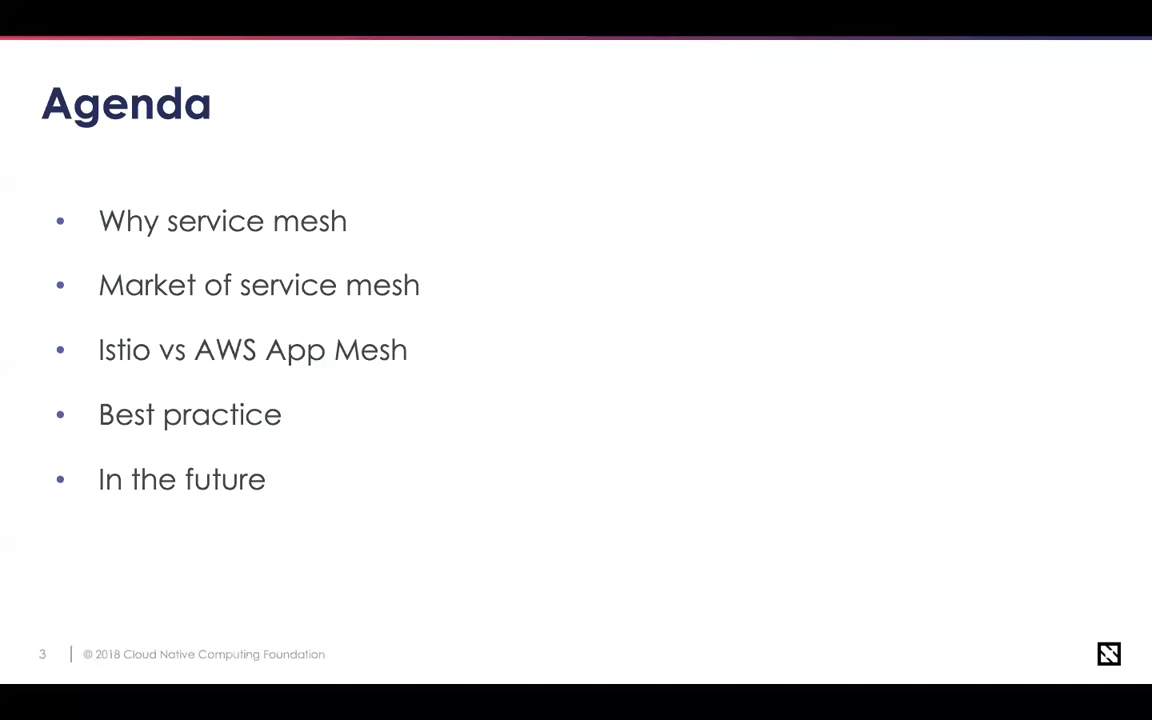 Agenda
• Why service mesh
• Market of service mesh
• Istio vs AWS App Mesh
• Best practice
• In the future
3 | © 2018 Cloud Native Computing Foundation